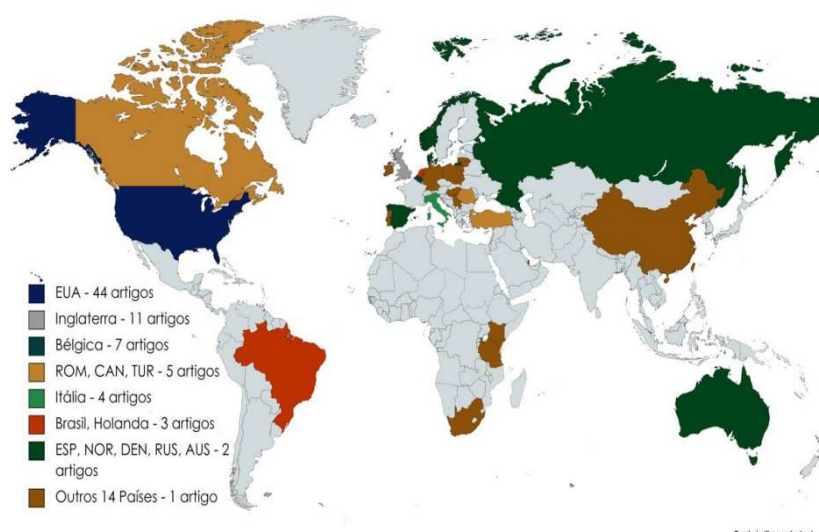 EUA - 44 artigos
Inglaterra - 11 artigos
Bélgica - 7 artigos
ROM, CAN, TUR - 5 artigos
Itália - 4 artigos
Brasil, Holanda - 3 artigos
ESP, NOR, DEN, RUS, AUS - 2
artigos
Outros 14 Países - 1 artigo